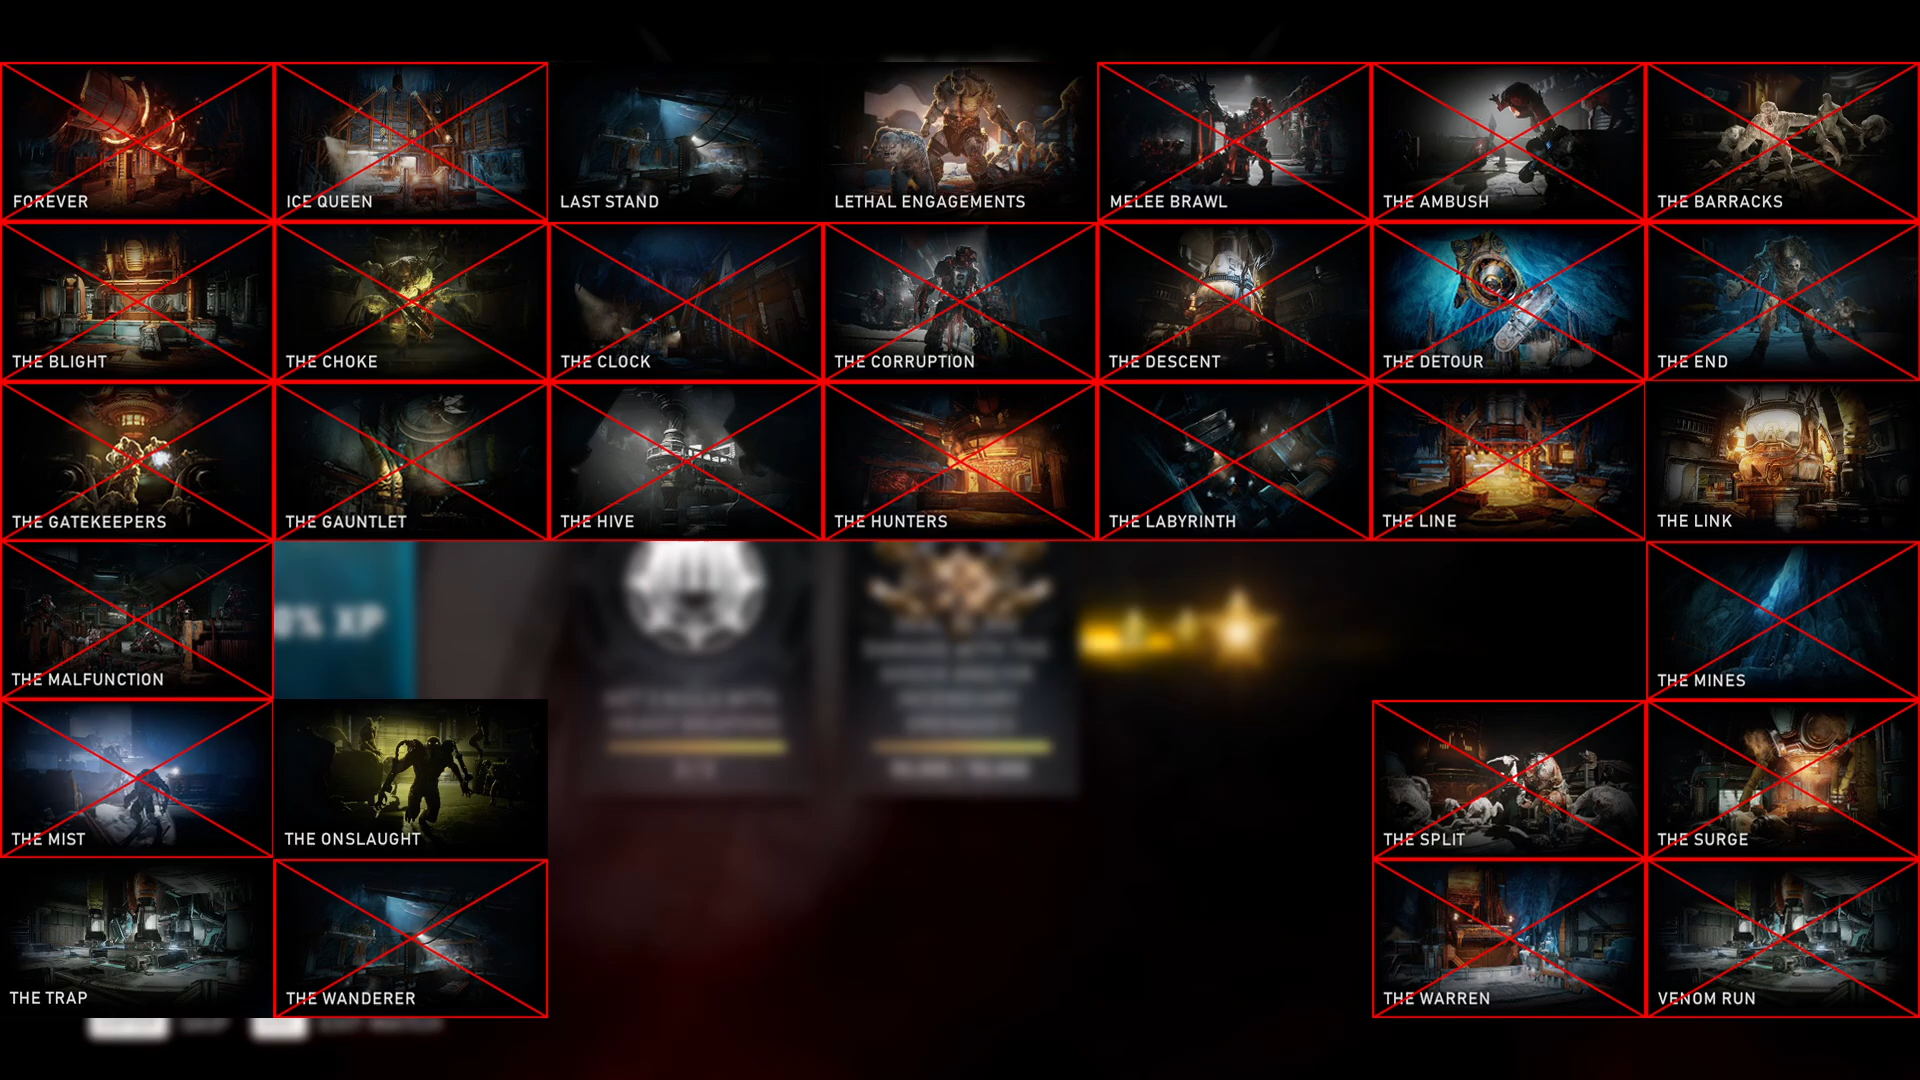 FOREVER
ICE QUEEN
LAST STAND
LETHAL ENGAGEMENTS
MELEE BRAWL
THE AMBUSH
THE BARRACKS
THE BLIGHT
THE CHOKE
THE CLOCK
THE CORRUPTION
THE DESCENT
THE DETOUR
THE END
THE GATEKEEPERS
THE GAUNTLET
THE HIVE
THE HUNTERS
THE LABYRINTH
THE LINE
THE LINK
THE MALFUNCTION
0% XP
THE MINES
THE MIST
THE ONSLAUGHT
THE SPLIT
THE SURGE
THE TRAP
THE WANDERER
THE WARREN
VENOM RUN